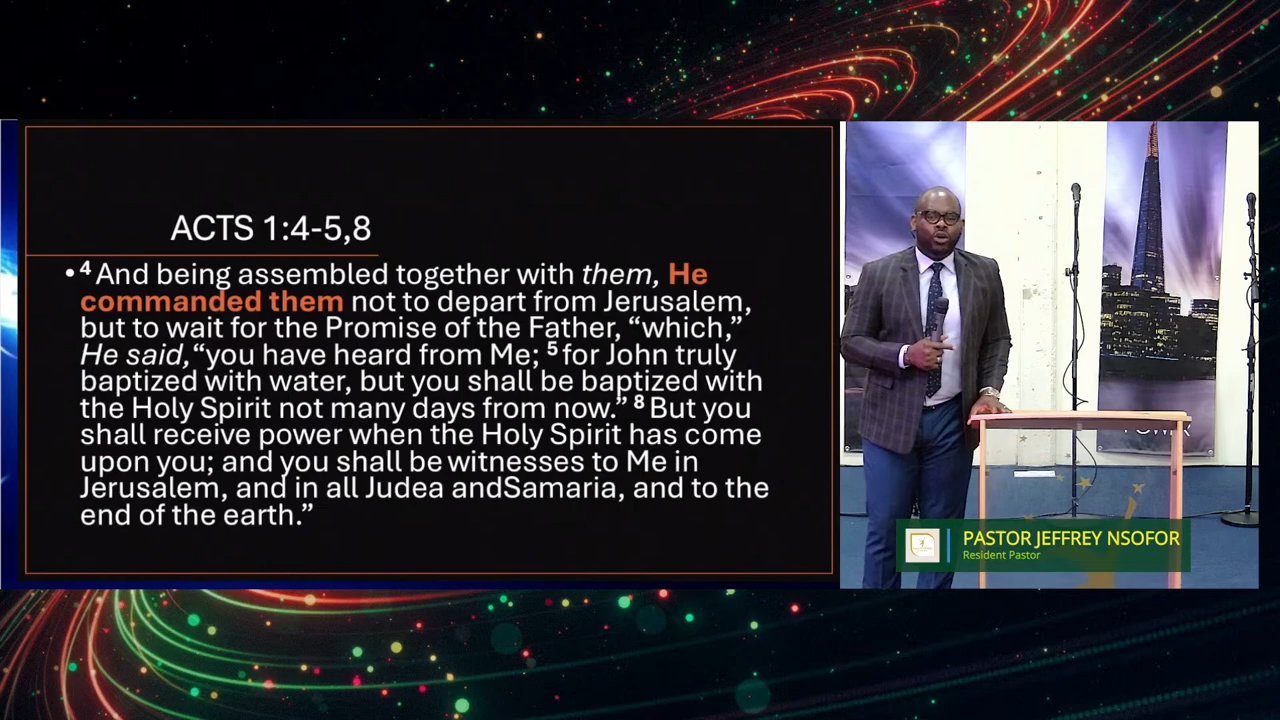 ACTS 1:4-5,8
• 4 And being assembled together with them, He
commanded them not to depart from Jerusalem,
but to wait for the Promise of the Father, “which,”
He said, “you have heard from Me; 5 for John truly
baptized with water, but you shall be baptized with
the Holy Spirit not many days from now.” 8 But you
shall receive power when the Holy Spirit has come
upon you; and you shall be witnesses to Me in
Jerusalem, and in all Judea andSamaria, and to the
end of the earth.”
PASTOR JEFFREY NSOFOR
Resident Pastor